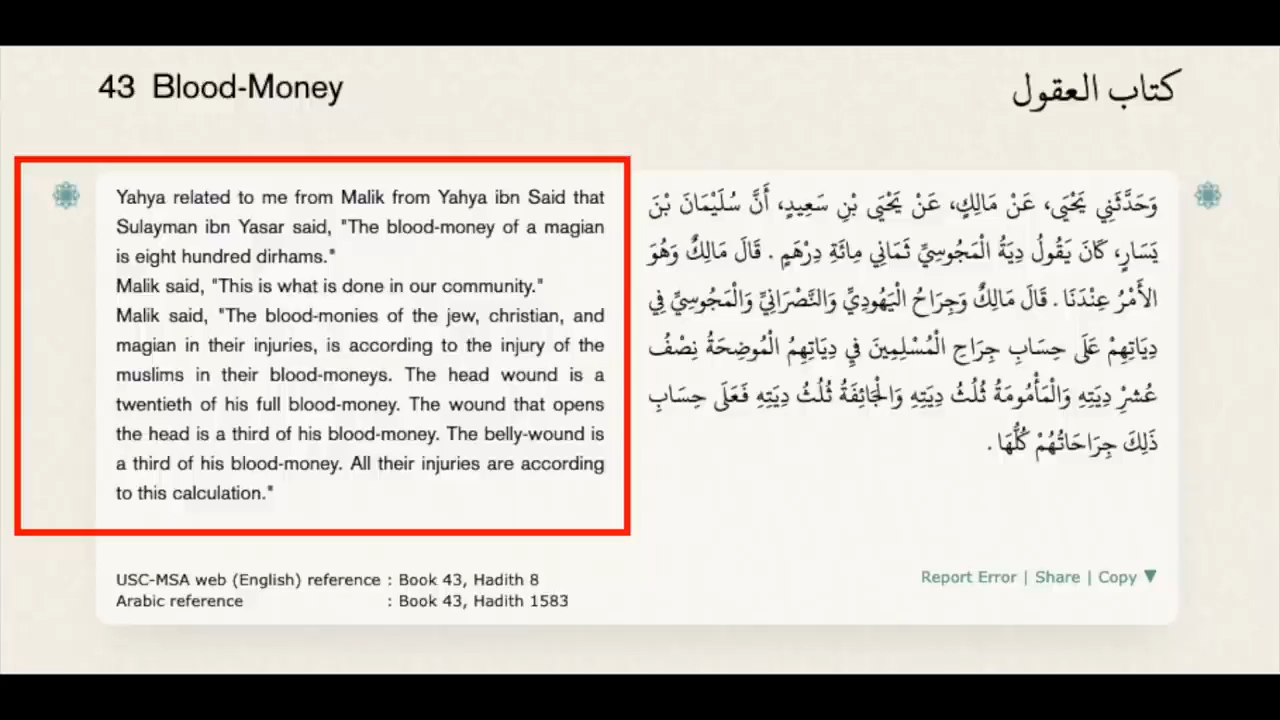 43 Blood-Money
كتاب العقول
Yahya related to me from Malik from Yahya ibn Said that
Sulayman ibn Yasar said, "The blood-money of a magian
is eight hundred dirhams."
Malik said, "This is what is done in our community."
Malik said, "The blood-monies of the jew, christian, and
magian in their injuries, is according to the injury of the
muslims in their blood-moneys. The head wound is a
twentieth of his full blood-money. The wound that opens
the head is a third of his blood-money. The belly-wound is
a third of his blood-money. All their injuries are according
to this calculation."
وَحَدَّثَنِي يَحْيَى، عَنْ مَالِكٍ، عَنْ يَحْيَى بْنِ سَعِيدٍ، أَنَّ سُلَيْمَانَ بْنَ
يَسَارٍ، كَانَ يَقُولُ دِيَةُ الْمَجُوسِيِّ ثَمَانِي مِائَةِ دِرْهَمٍ . قَالَ مَالِكٌ وَهُوَ
الأَمْرُ عِنْدَنَا . قَالَ مَالِكٌ وَجِرَاحُ الْيَهُودِيِّ وَالنَّصْرَانِيِّ وَالْمَجُوسِيِّ فِي
دِيَاتِهِمْ عَلَى حِسَابِ جِرَاحِ الْمُسْلِمِينَ فِي دِيَاتِهِمُ الْمُوضِحَةُ نِصْفُ
عُشْرِ دِيَتِهِ وَالْمَأْمُومَةُ ثُلُثُ دِيَتِهِ وَالْجَائِفَةُ ثُلُثُ دِيَتِهِ فَعَلَى حِسَابِ
ذَلِكَ جِرَاحَاتُهُمْ كُلُّهَا .
USC-MSA web (English) reference : Book 43, Hadith 8
Arabic reference : Book 43, Hadith 1583
Report Error | Share | Copy ▼